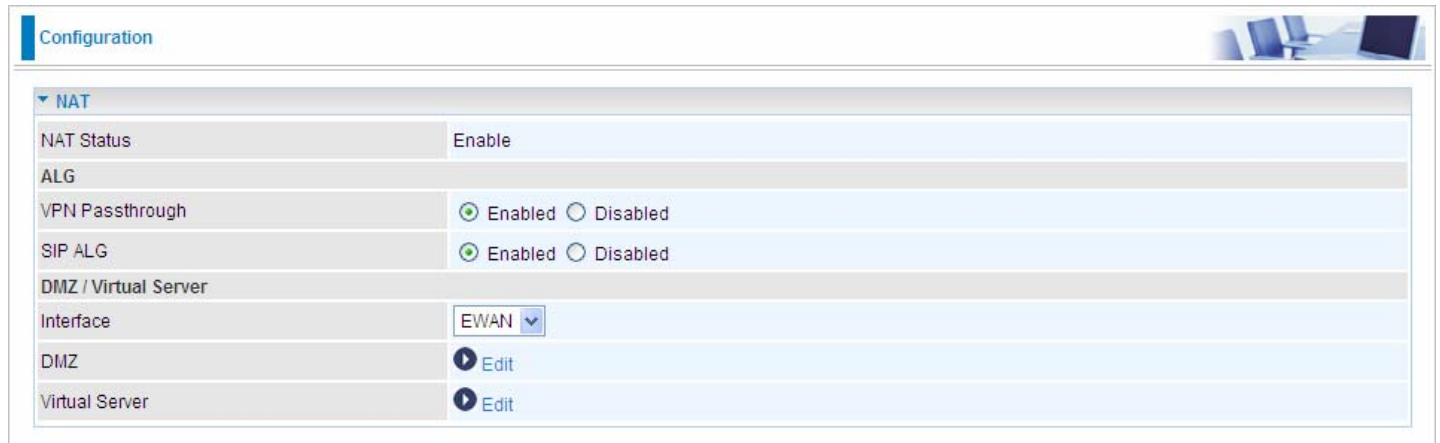 Configuration
NAT
NAT Status Enable
ALG
VPN Passthrough Enabled Disabled
SIP ALG Enabled Disabled
DMZ / Virtual Server
Interface EWAN
DMZ Edit
Virtual Server Edit